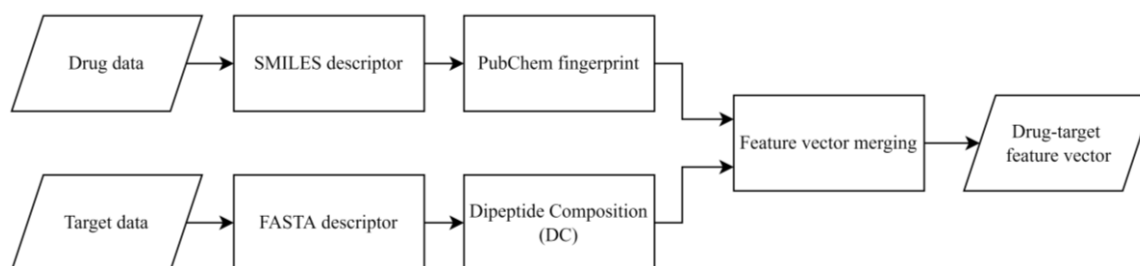 Drug data
SMILES descriptor
PubChem fingerprint
Feature vector merging
Drug-target
feature vector
Target data
FASTA descriptor
Dipeptide Composition
(DC)